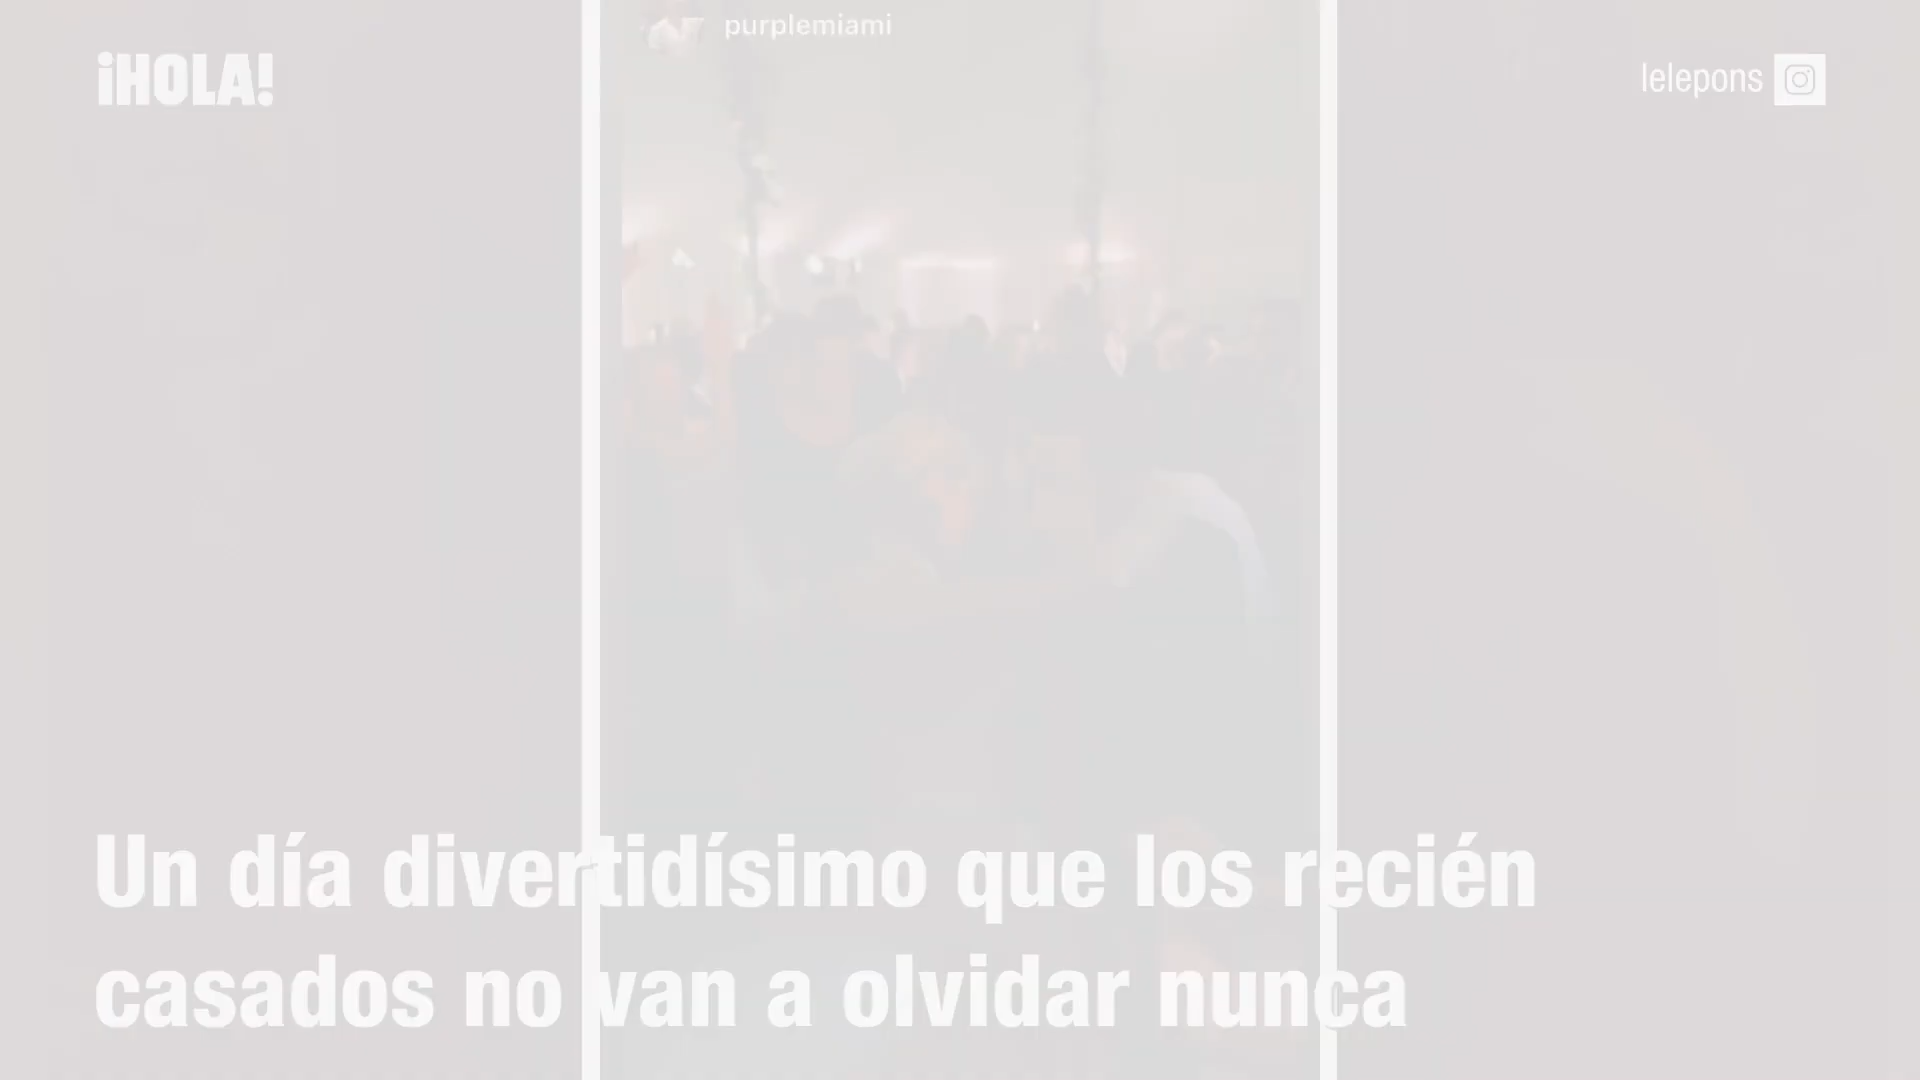 purplemiami
¡HOLA!
lelepons
Un día divertidísimo que los recién
casados no van a olvidar nunca